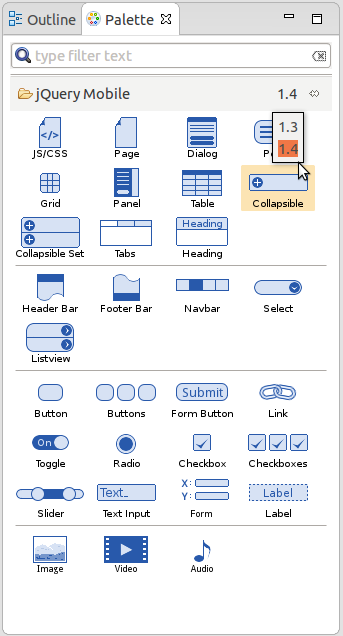 Outline Palette
type filter text
jQuery Mobile 1.4
1.3
1.4
</>
JS/CSS Page Dialog
Grid Panel Table Collapsible
Heading
Collapsible Set Tabs Heading
Header Bar Footer Bar Navbar Select
Listview
Submit
Button Buttons Form Button Link
On
Toggle Radio Checkbox Checkboxes
Text_ X: Y: Label
Slider Text Input Form Label
Image Video Audio